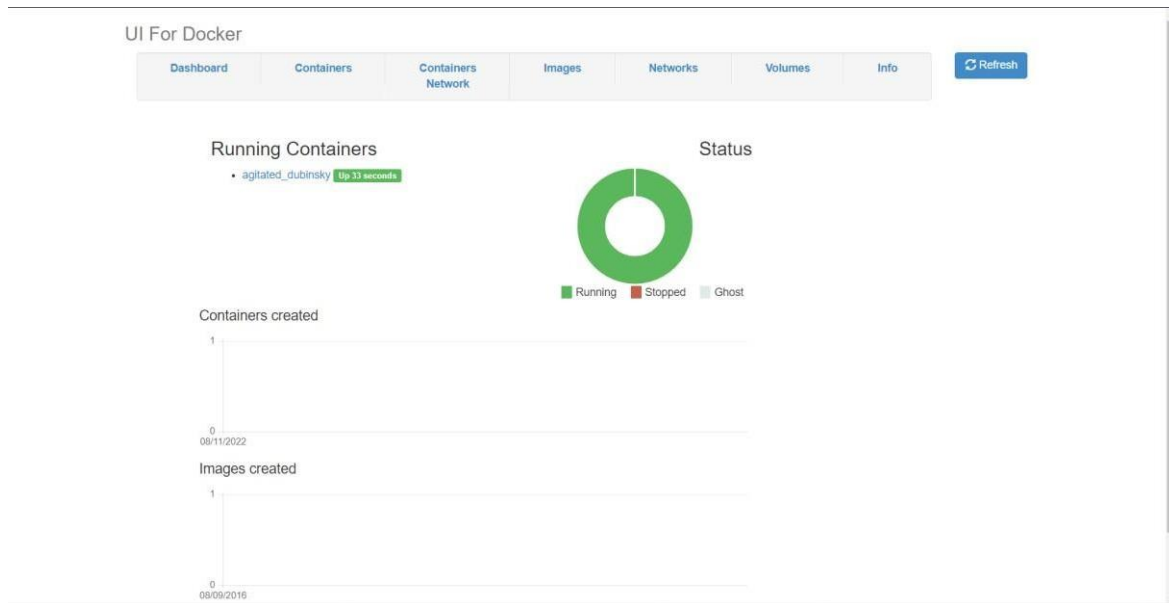 UI For Docker
Dashboard Containers Containers Network Images Networks Volumes Info Refresh
Running Containers
agitated_dubinsky Up 33 seconds
Status
Running Stopped Ghost
Containers created
1
0
08/11/2022
Images created
1
0
08/09/2016